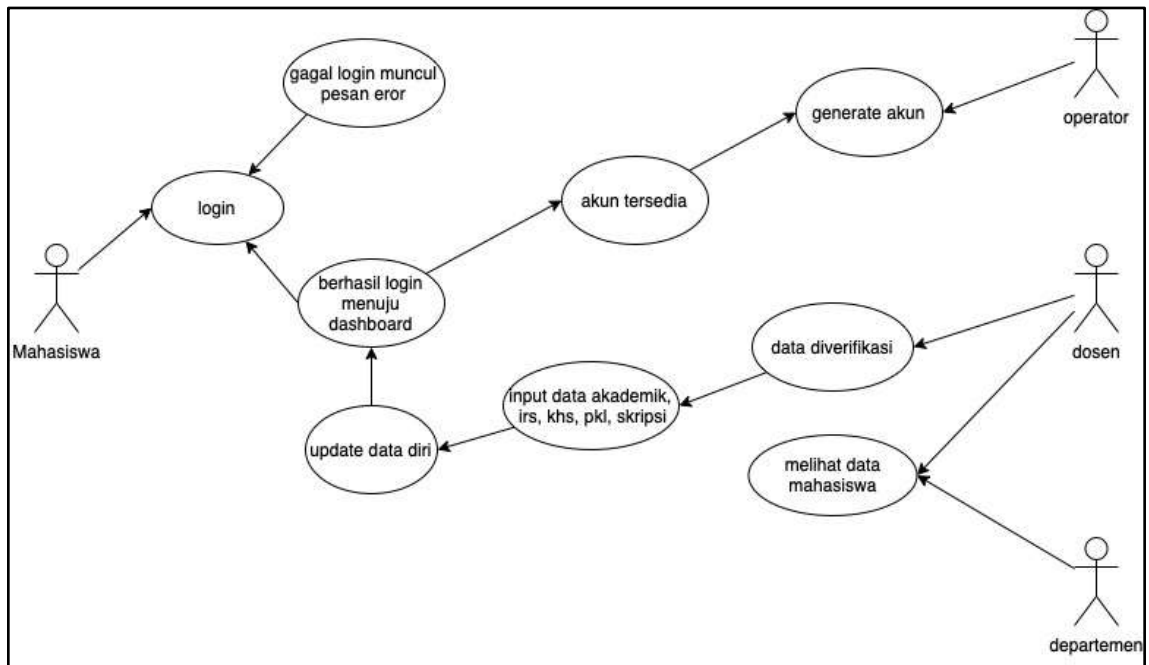 gagal login muncul
pesan eror
generate akun
operator
login
akun tersedia
berhasil login
menuju
dashboard
Mahasiswa
data diverifikasi
dosen
input data akademik,
irs, khs, pkl, skripsi
update data diri
melihat data
mahasiswa
departemen